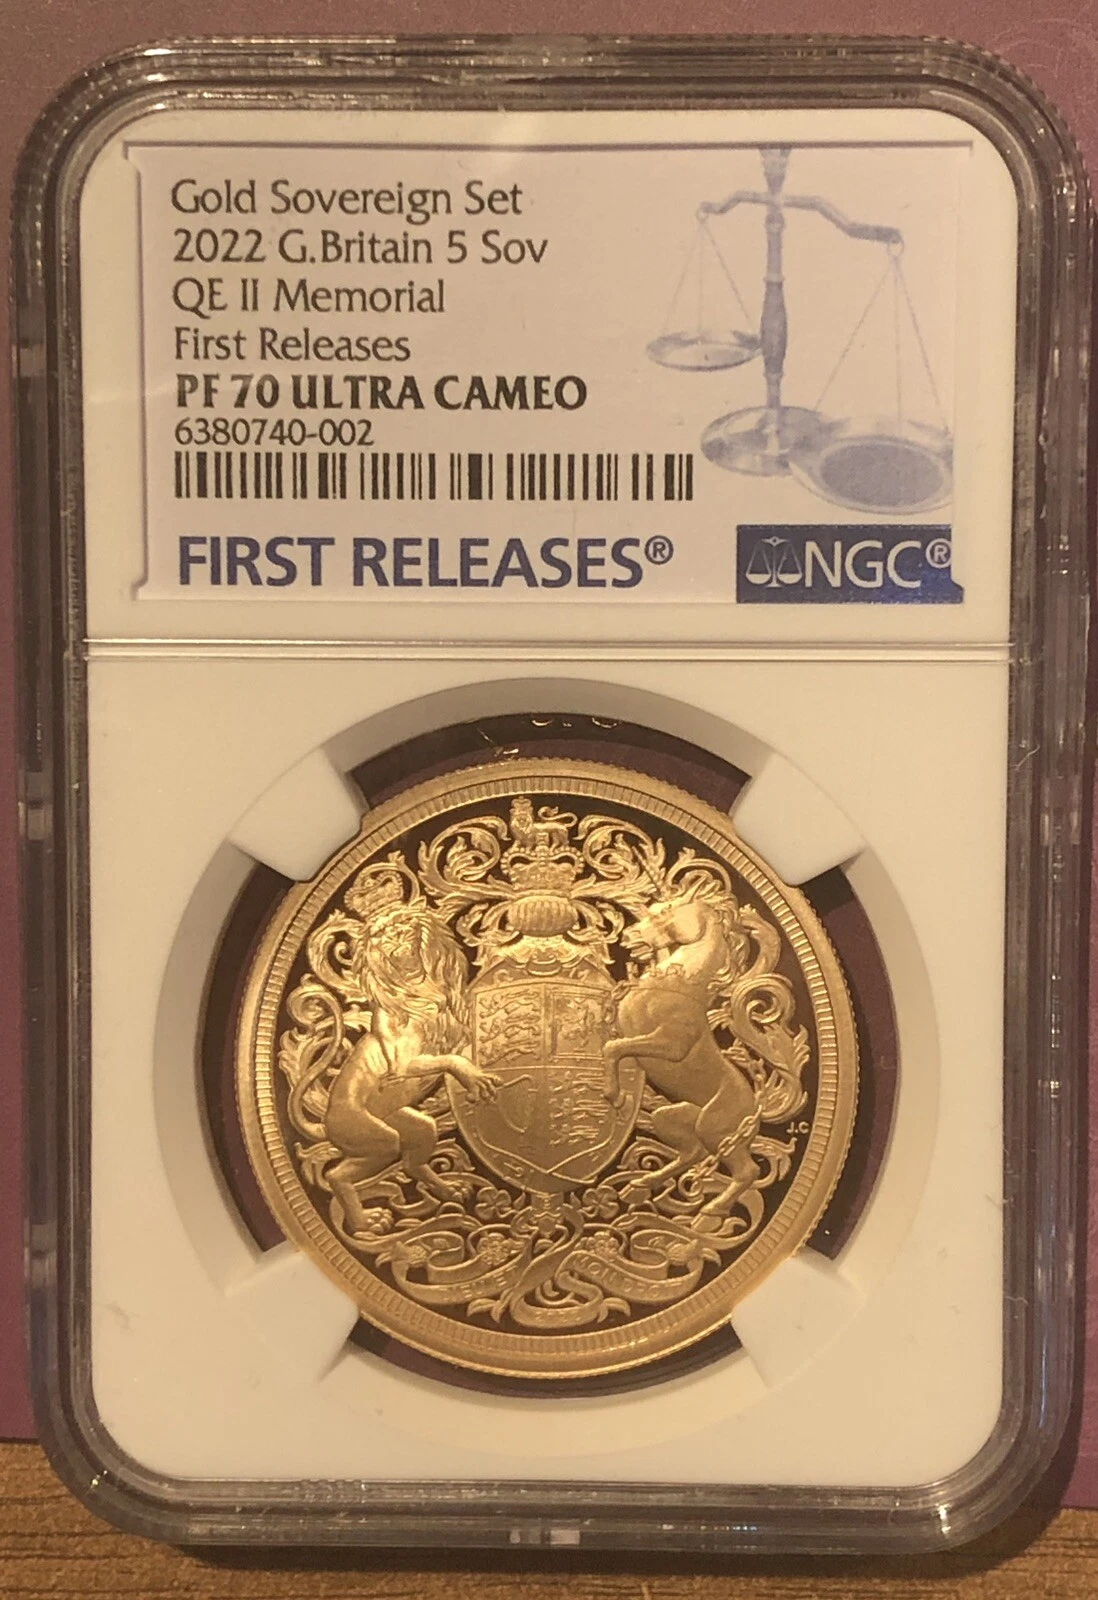 Gold Sovereign Set
2022 G.Britain 5 Sov
QE II Memorial
First Releases
PF 70 ULTRA CAMEO
6380740-002
FIRST RELEASES®
NGC®
J.C